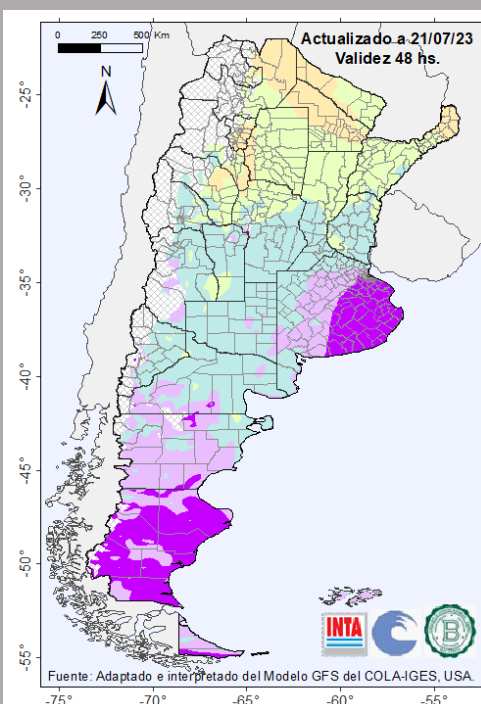 0 250 500 Km
Actualizado a 21/07/23
Validez 48 hs.
N
-25°
-30°
-35°
-40°
-45°
-50°
-55°
INTA
B
Fuente: Adaptado e interpretado del Modelo GFS del COLA-IGES, USA.
-75° -70° -65° -60° -55°